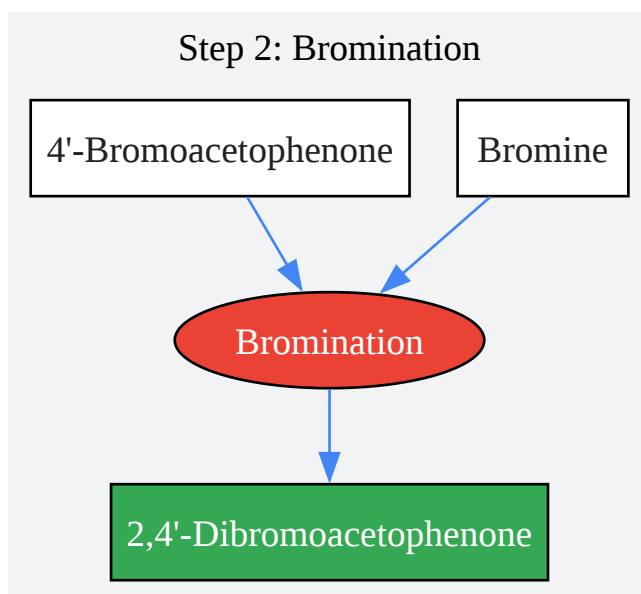 Step 2: Bromination
4'-Bromoacetophenone
Bromine
Bromination
2,4'-Dibromoacetophenone